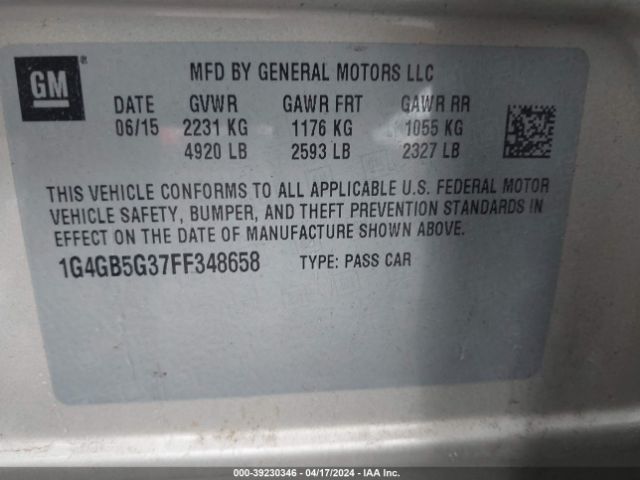 GM ®
MFD BY GENERAL MOTORS LLC
DATE GVWR GAWR FRT GAWR RR
06/15 2231 KG 1176 KG 1055 KG
4920 LB 2593 LB 2327 LB
THIS VEHICLE CONFORMS TO ALL APPLICABLE U.S. FEDERAL MOTOR
VEHICLE SAFETY, BUMPER, AND THEFT PREVENTION STANDARDS IN
EFFECT ON THE DATE OF MANUFACTURE SHOWN ABOVE.
1G4GB5G37FF348658 TYPE: PASS CAR
000-39230346 - 04/17/2024 - IAA Inc.